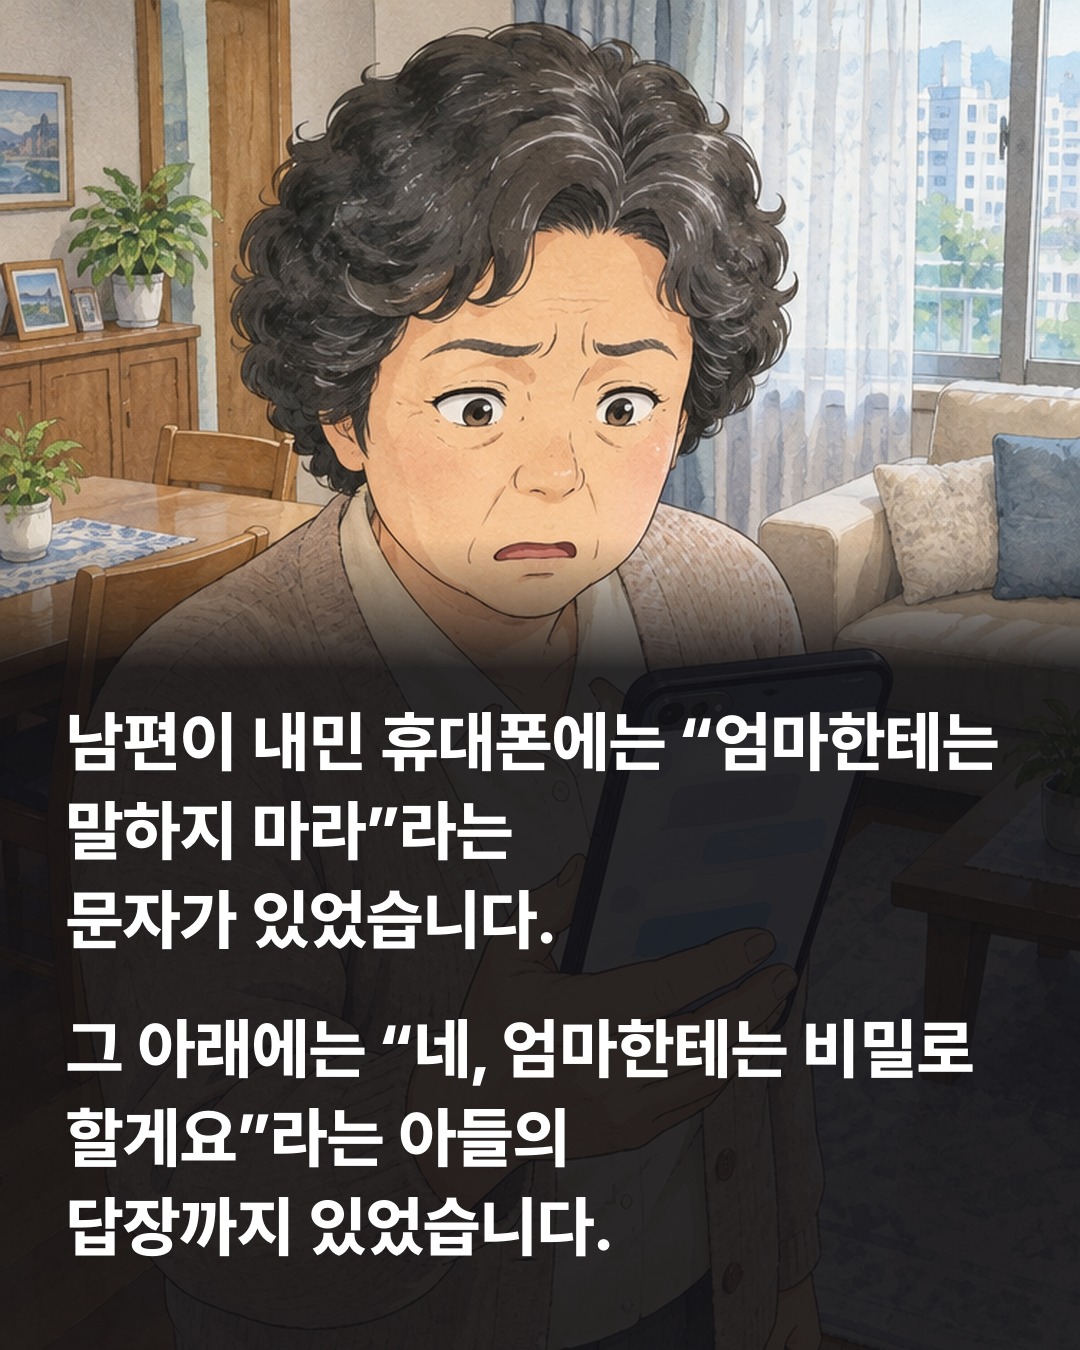 남편이 내민 휴대폰에는 “엄마한테는
말하지 마라”라는
문자가 있었습니다.
그 아래에는 “네, 엄마한테는 비밀로
할게요”라는 아들의
답장까지 있었습니다.